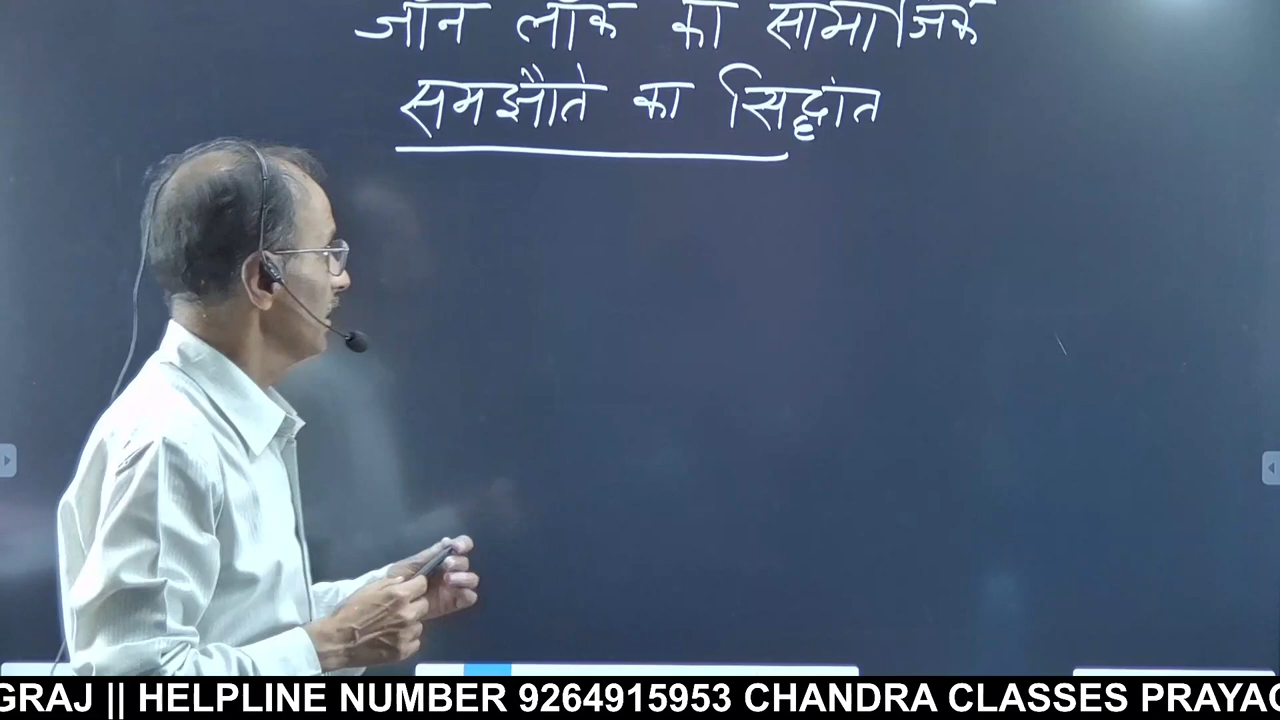 जॉन लॉक का सामाजिक
समझौते का सिद्धांत
GRAJ || HELPLINE NUMBER 9264915953 CHANDRA CLASSES PRAYAG